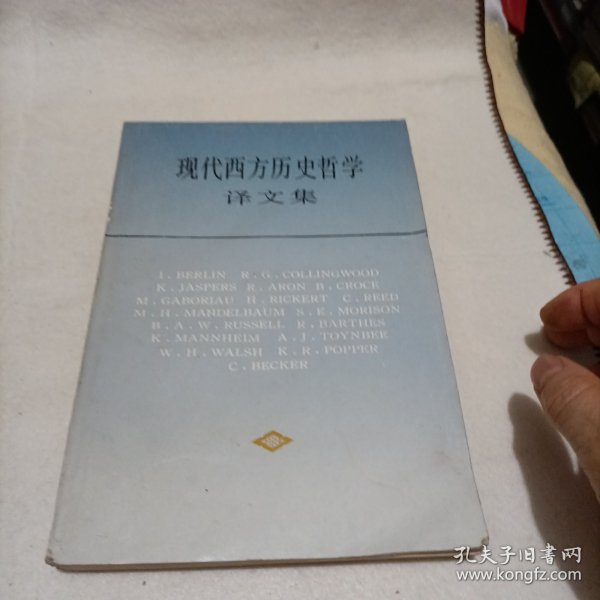 现代西方历史哲学
译文集
I . BERLIN R . G . COLLINGWOOD
K . JASPERS R . ARON B . CROCE
M . GABORIAU H . RICKERT C . REED
M . H . MANDELBAUM S . E . MORISON
B . A . W . RUSSELL R . BARTHES
K . MANNHEIM A . J . TOYNBEE
W . H . WALSH K . R . POPPER
C . BECKER
孔夫子旧书网
www.kongfz.com